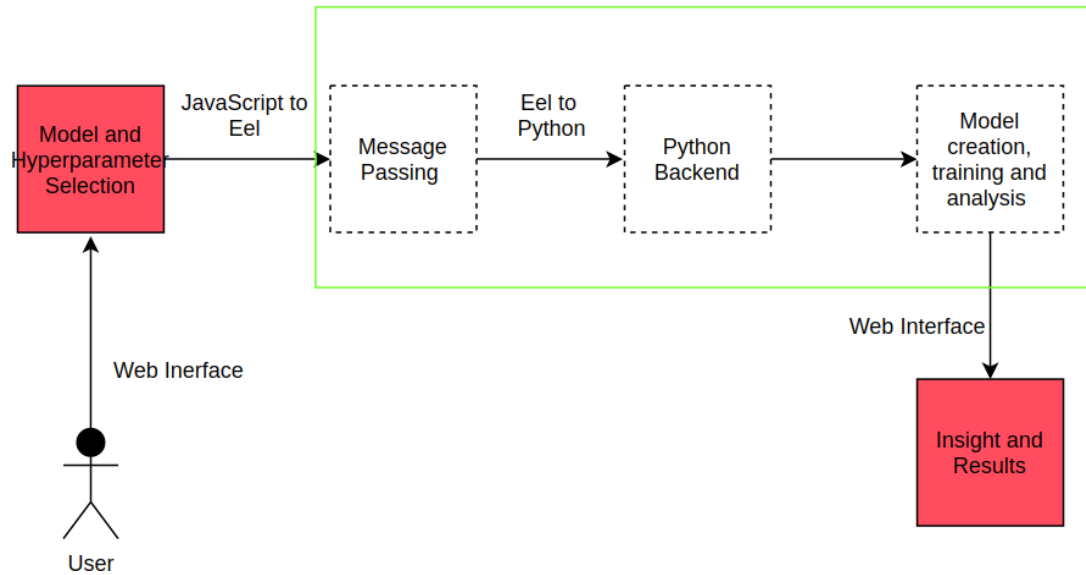 Model and
Hyperparameter
Selection
JavaScript to
Eel
Message
Passing
Eel to
Python
Python
Backend
Model
creation,
training and
analysis
Web Interface
Web Inerface
Insight and
Results
User